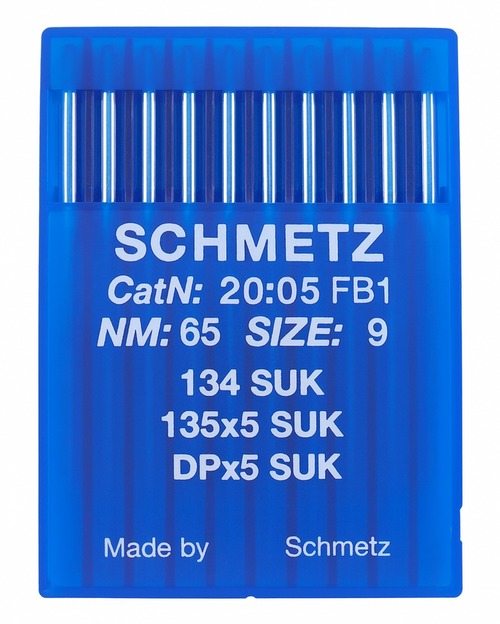 SCHMETZ
CatN: 20:05 FB1
NM: 65 SIZE: 9
134 SUK
135x5 SUK
DPx5 SUK
Made by Schmetz